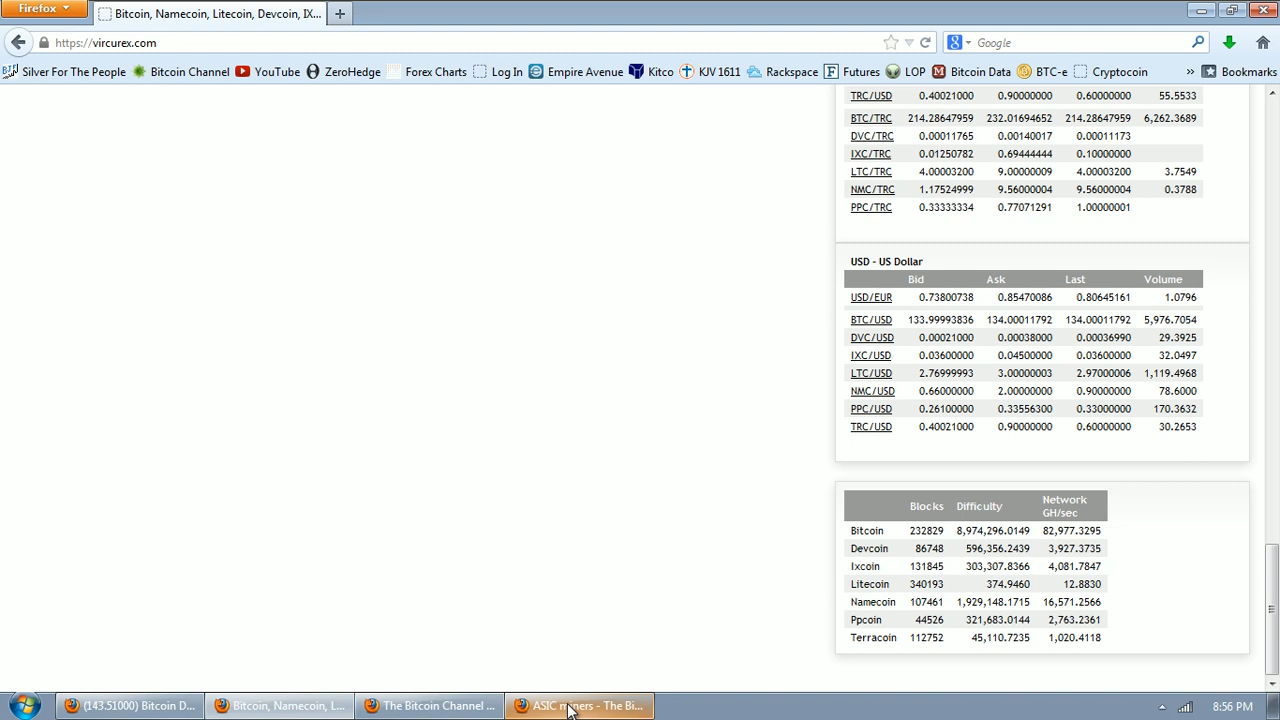 Firefox
Bitcoin, Namecoin, Litecoin, Devcoin, IX...
https://vircurex.com
Google
Silver For The People Bitcoin Channel YouTube ZeroHedge Forex Charts Log In Empire Avenue Kitco KJV 1611 Rackspace Futures LOP Bitcoin Data BTC-e Cryptocoin » Bookmarks
TRC/USD 0.40021000 0.90000000 0.60000000 55.5533
BTC/TRC 214.28647959 232.01694652 214.28647959 6,262.3689
DVC/TRC 0.00011765 0.00140017 0.00011173
IXC/TRC 0.01250782 0.69444444 0.10000000
LTC/TRC 4.00003200 9.00000009 4.00003200 3.7549
NMC/TRC 1.17524999 9.56000004 9.56000004 0.3788
PPC/TRC 0.33333334 0.77071291 1.00000001
USD - US Dollar
Bid Ask Last Volume
USD/EUR 0.73800738 0.85470086 0.80645161 1.0796
BTC/USD 133.99993836 134.00011792 134.00011792 5,976.7054
DVC/USD 0.00021000 0.00038000 0.00036990 29.3925
IXC/USD 0.03600000 0.04500000 0.03600000 32.0497
LTC/USD 2.76999993 3.00000003 2.97000006 1,119.4968
NMC/USD 0.66000000 2.00000000 0.90000000 78.6000
PPC/USD 0.26100000 0.33556300 0.33000000 170.3632
TRC/USD 0.40021000 0.90000000 0.60000000 30.2653
Blocks Difficulty Network GH/sec
Bitcoin 232829 8,974,296.0149 82,977.3295
Devcoin 86748 596,356.2439 3,927.3735
Ixcoin 131845 303,307.8366 4,081.7847
Litecoin 340193 374.9460 12.8830
Namecoin 107461 1,929,148.1715 16,571.2566
Ppcoin 44526 321,683.0144 2,763.2361
Terracoin 112752 45,110.7235 1,020.4118
(143.51000) Bitcoin D... Bitcoin, Namecoin, L... The Bitcoin Channel ... ASIC miners - The Bi... 8:56 PM